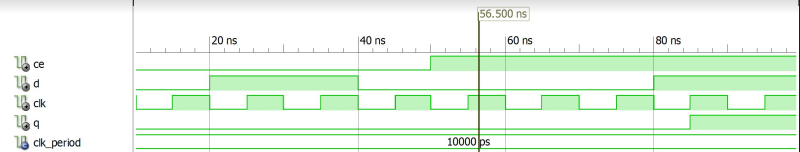 56.500 ns
20 ns 40 ns 60 ns 80 ns
ce
d
clk
q
clk_period 10000 ps